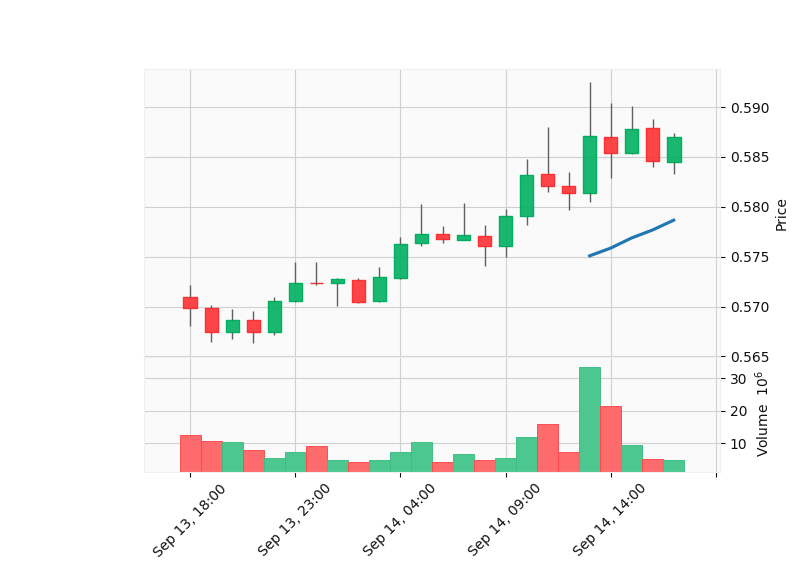 0.590
0.585
0.580
0.575
0.570
0.565
Price
30
20
10
Volume 10^6
Sep 13, 18:00
Sep 13, 23:00
Sep 14, 04:00
Sep 14, 09:00
Sep 14, 14:00